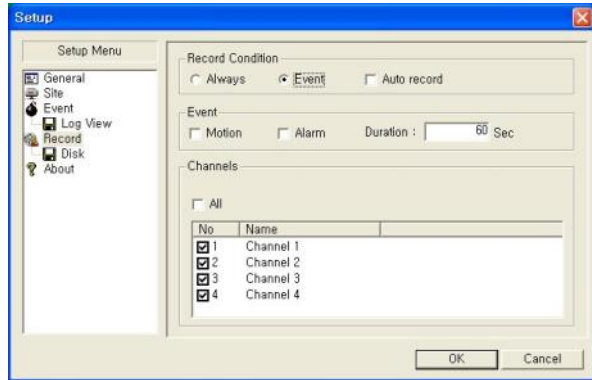 Setup
Setup Menu
General
Site
Event
Log View
Record
Disk
About
Record Condition
Always Event Auto record
Event
Motion Alarm Duration : 60 Sec
Channels
All
No Name
1 Channel 1
2 Channel 2
3 Channel 3
4 Channel 4
OK Cancel